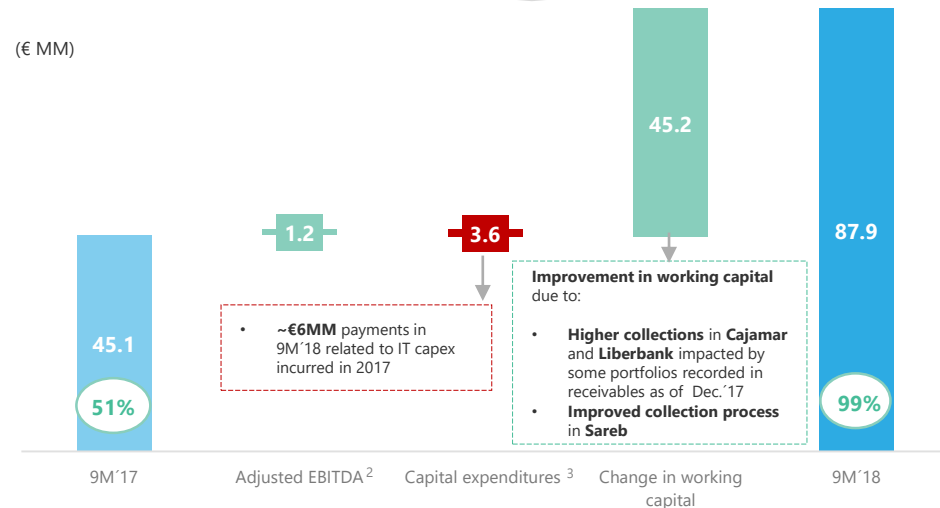 (€ MM)
45.2
1.2
3.6
87.9
45.1
51%
99%
• ~€6MM payments in
9M´18 related to IT capex
incurred in 2017
Improvement in working capital
due to:
• Higher collections in Cajamar
and Liberbank impacted by
some portfolios recorded in
receivables as of Dec.´17
• Improved collection process
in Sareb
9M´17
Adjusted EBITDA 2
Capital expenditures 3
Change in working
capital
9M´18